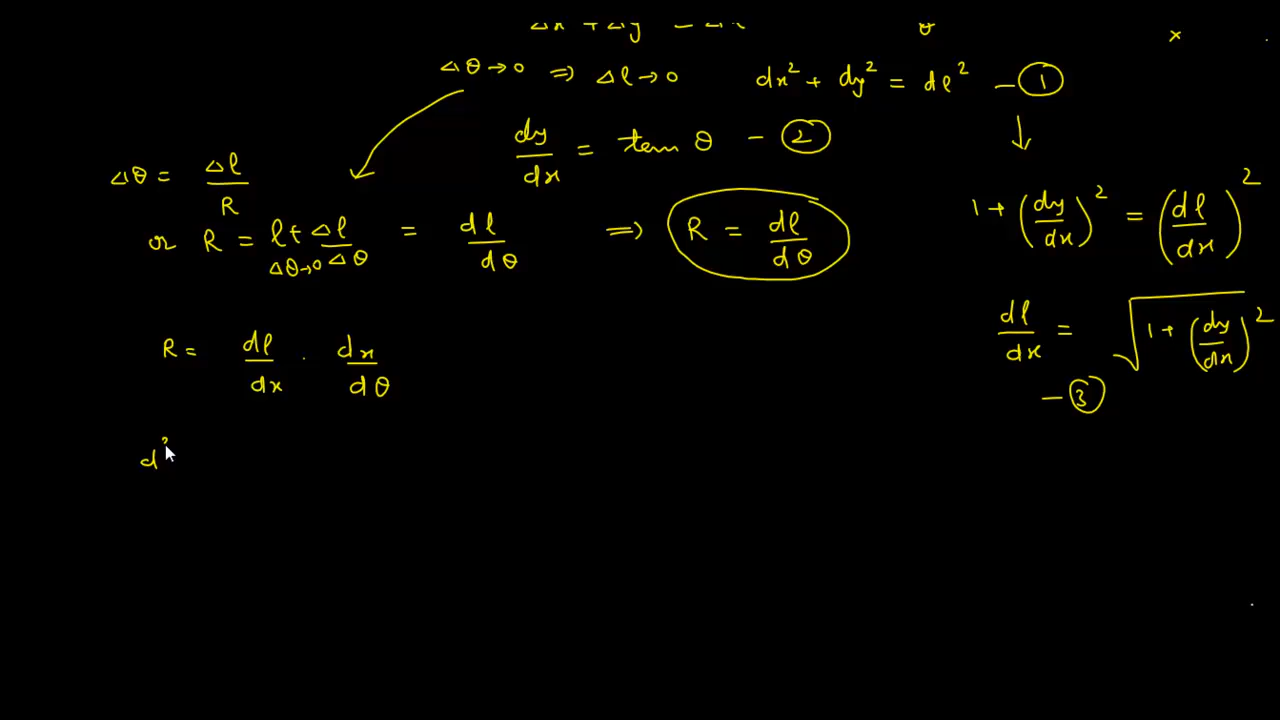 Δθ→0 ⇒ Δl→0 dx² + dy² = dl² – ①
dy/dx = tan θ – ②
Δθ = Δl/R
or R = lt Δθ→0 Δl/Δθ = dl/dθ ⇒ R = dl/dθ
1 + (dy/dx)² = (dl/dx)²
dl/dx = √1 + (dy/dx)²
– ③
R = dl/dx · dx/dθ